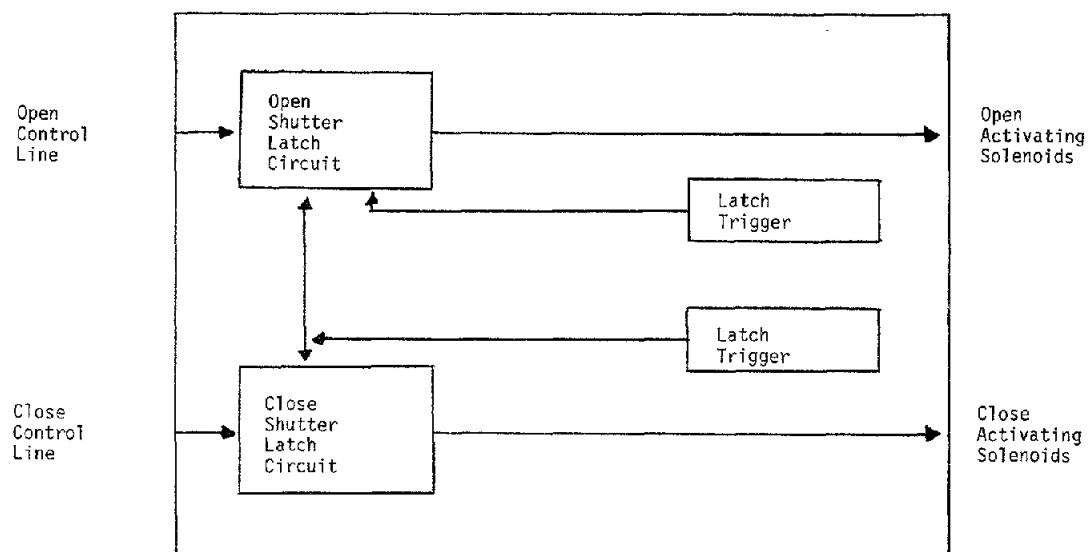 Open
Control
Line
Open
Shutter
Latch
Circuit
Open
Activating
Solenoids
Latch
Trigger
Latch
Trigger
Close
Control
Line
Close
Shutter
Latch
Circuit
Close
Activating
Solenoids